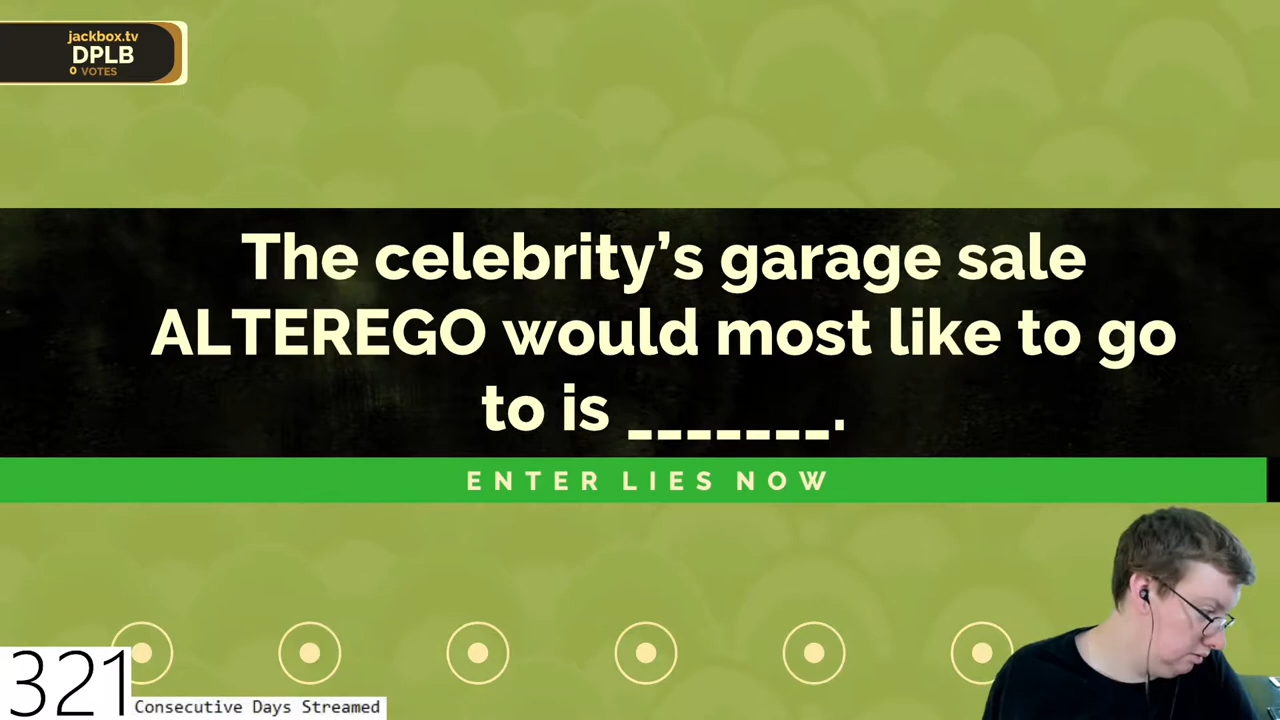 jackbox.tv
DPLB
0 VOTES
The celebrity’s garage sale
ALTEREGO would most like to go
to is _______.
ENTER LIES NOW
321
Consecutive Days Streamed